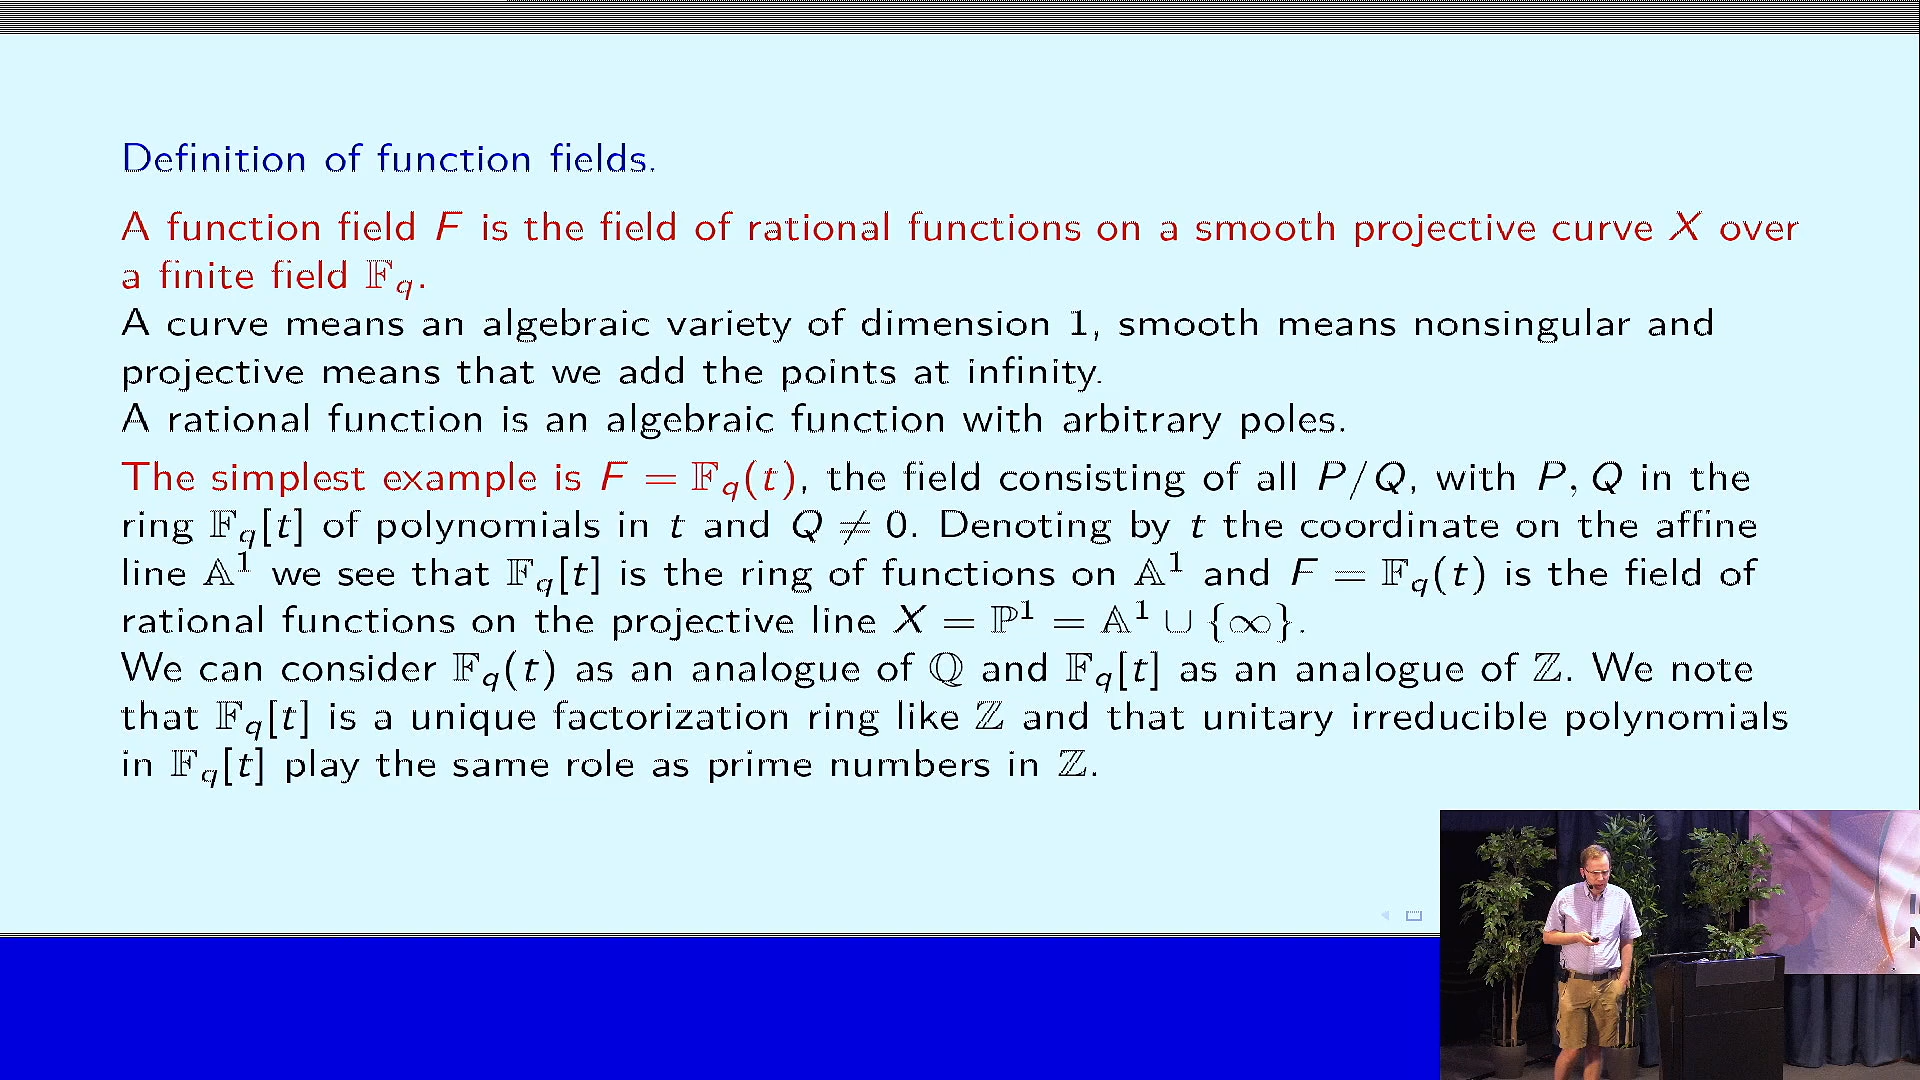 Definition of function fields.
A function field F is the field of rational functions on a smooth projective curve X over
a finite field 𝔽_q.
A curve means an algebraic variety of dimension 1, smooth means nonsingular and
projective means that we add the points at infinity.
A rational function is an algebraic function with arbitrary poles.
The simplest example is F = 𝔽_q(t), the field consisting of all P/Q, with P, Q in the
ring 𝔽_q[t] of polynomials in t and Q ≠ 0. Denoting by t the coordinate on the affine
line 𝔸¹ we see that 𝔽_q[t] is the ring of functions on 𝔸¹ and F = 𝔽_q(t) is the field of
rational functions on the projective line X = ℙ¹ = 𝔸¹ ∪ {∞}.
We can consider 𝔽_q(t) as an analogue of ℚ and 𝔽_q[t] as an analogue of ℤ. We note
that 𝔽_q[t] is a unique factorization ring like ℤ and that unitary irreducible polynomials
in 𝔽_q[t] play the same role as prime numbers in ℤ.